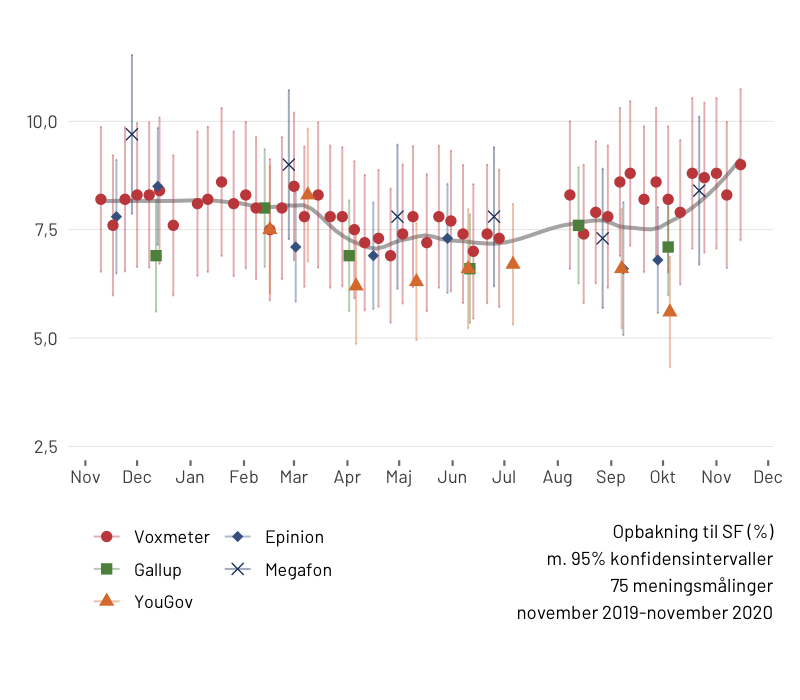 10,0
7,5
5,0
2,5
Nov Dec Jan Feb Mar Apr Maj Jun Jul Aug Sep Okt Nov Dec
Voxmeter Epinion
Gallup Megafon
YouGov
Opbakning til SF (%)
m. 95% konfidensintervaller
75 meningsmålinger
november 2019-november 2020